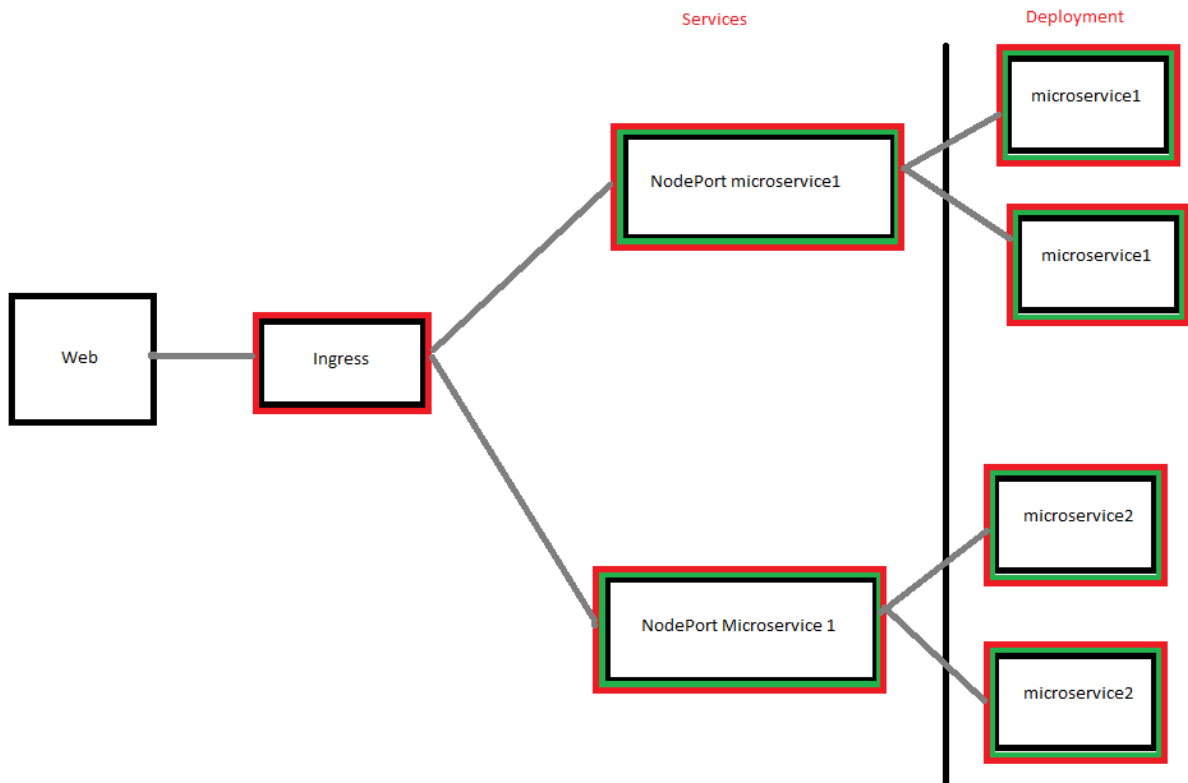 Services
Deployment
microservice1
NodePort microservice1
microservice1
Web
Ingress
microservice2
NodePort Microservice 1
microservice2